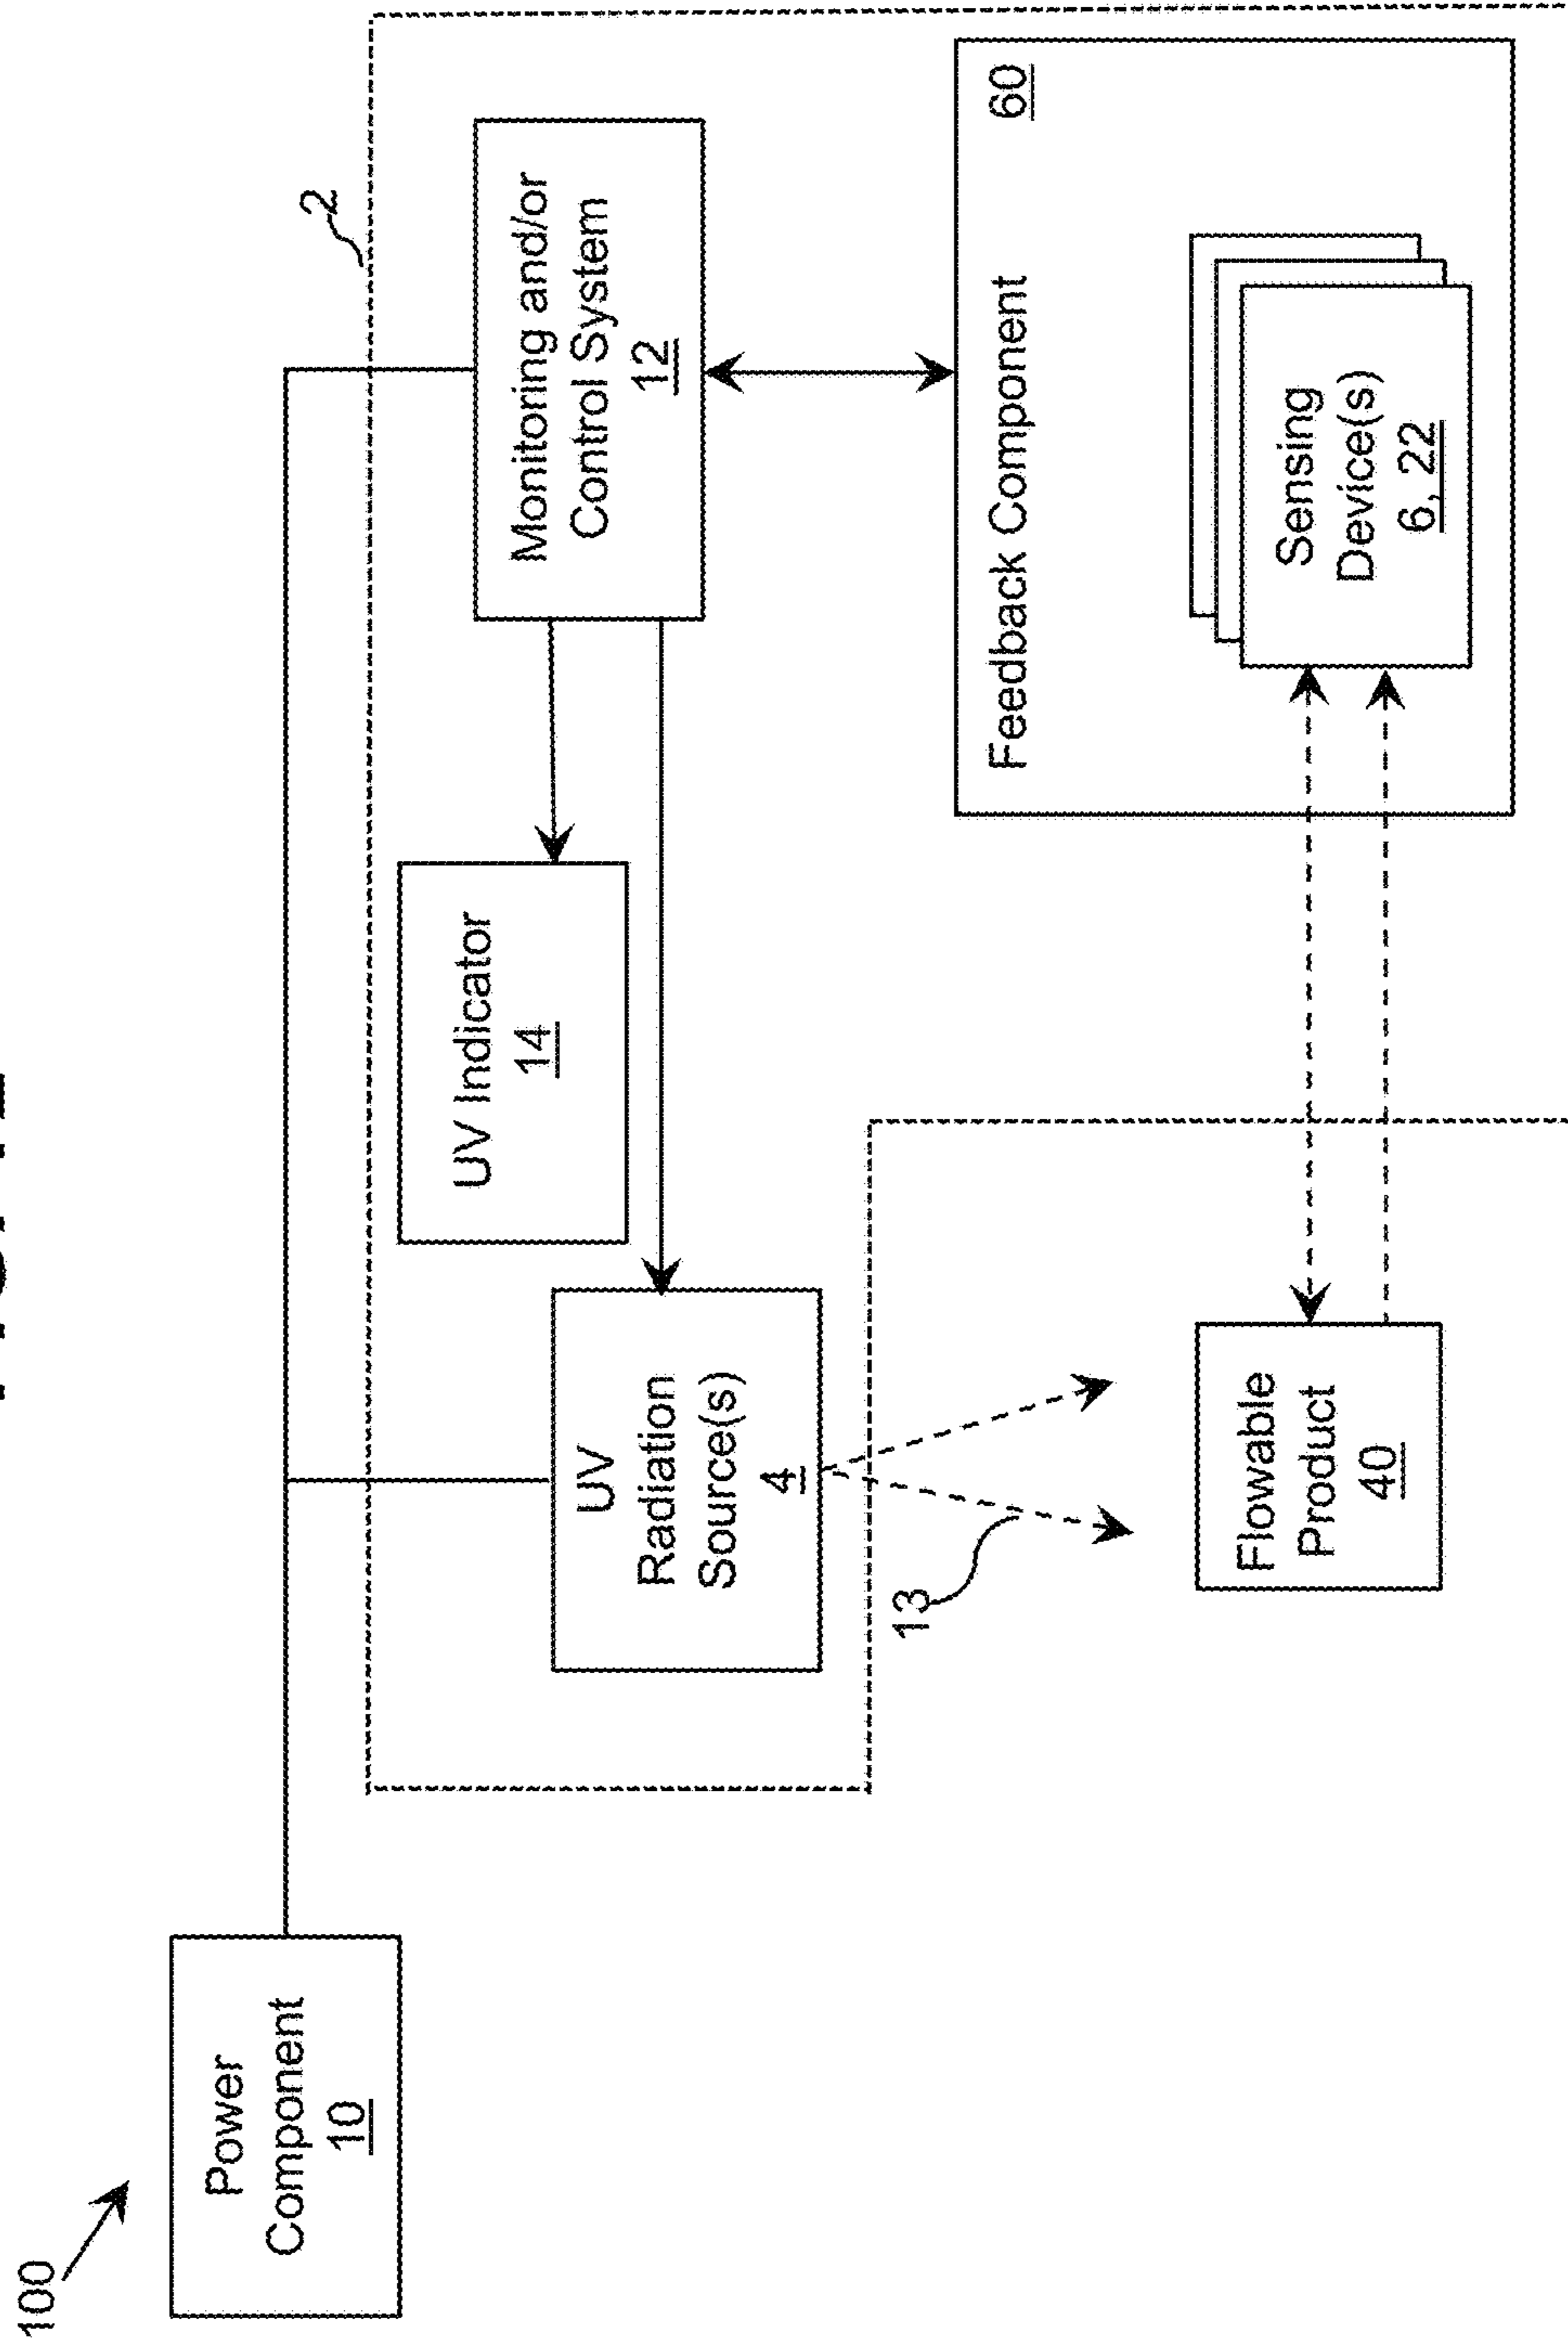 100
Power
Component
10
2
UV Indicator
14
Monitoring and/or
Control System
12
UV
Radiation
Source(s)
4
13
Feedback Component 60
Flowable
Product
40
Sensing
Device(s)
6, 22